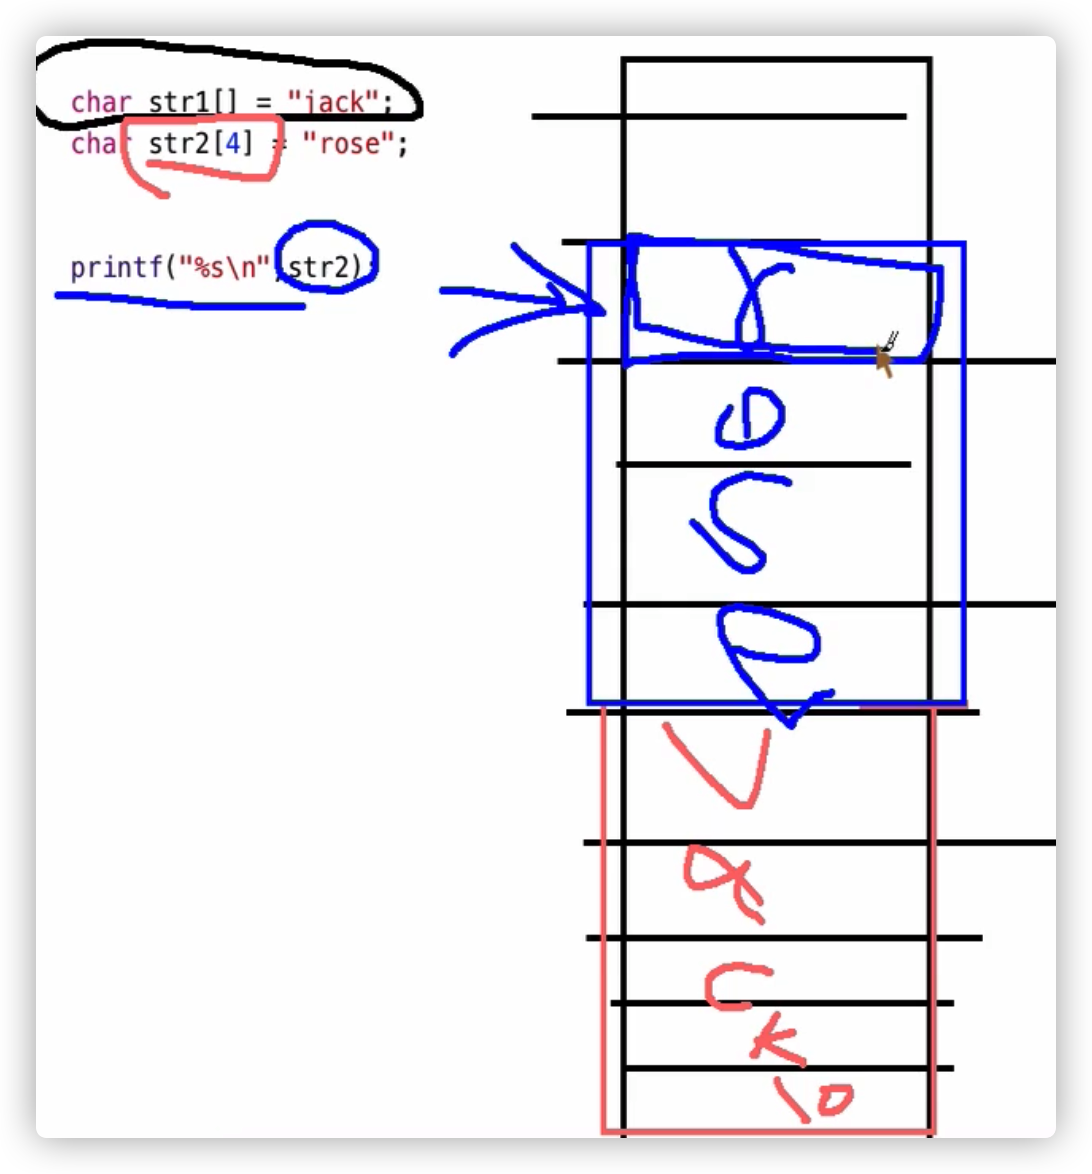 char str1[] = "jack";
char str2[4] = "rose";
printf("%s\n",str2)
r
o
s
e
J
a
c
k
\0